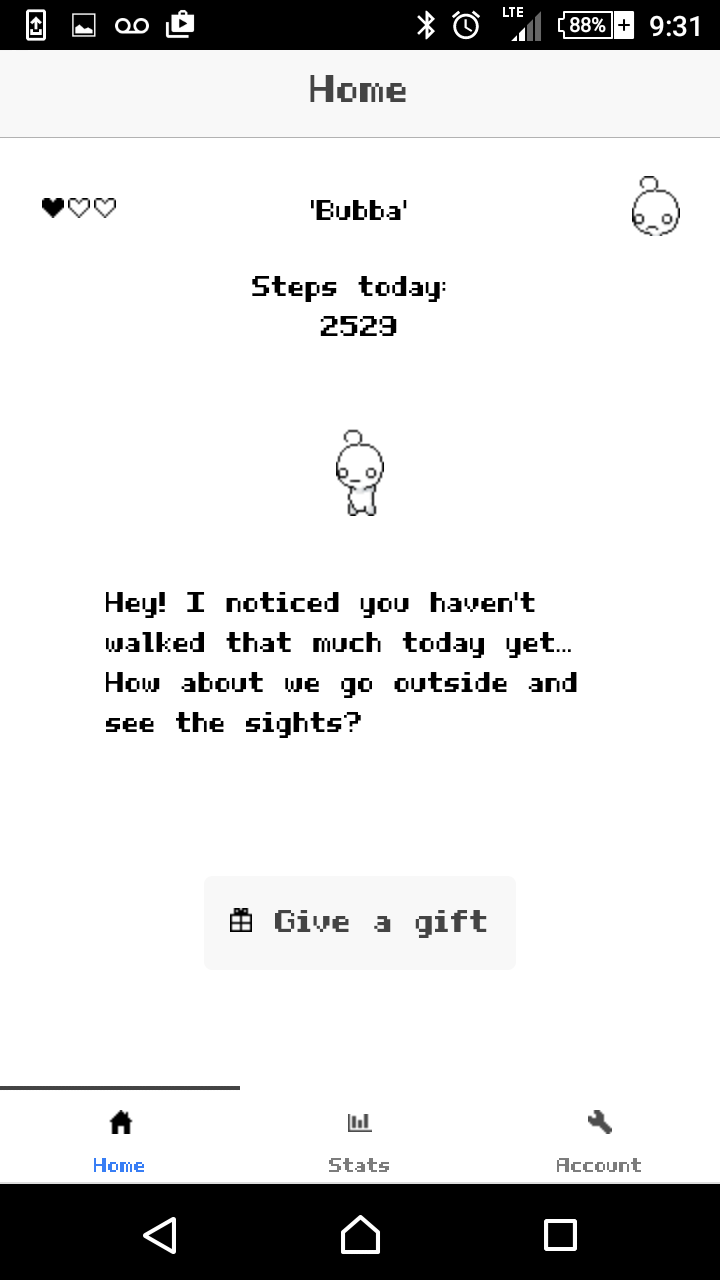 LTE 88% 9:31
Home
'Bubba'
Steps today:
2529
Hey! I noticed you haven't
walked that much today yet...
How about we go outside and
see the sights?
Give a gift
Home Stats Account